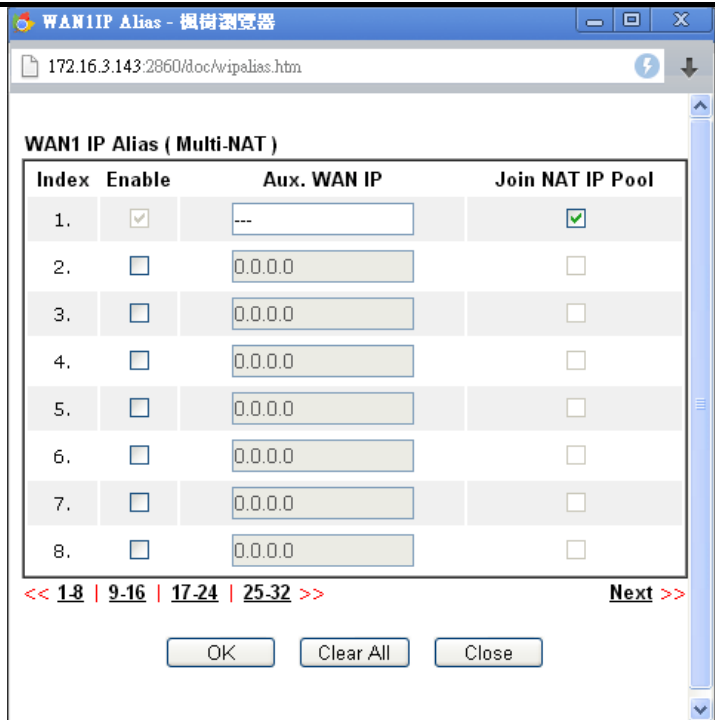 WAN1IP Alias - 楓樹瀏覽器
172.16.3.143:2860/doc/wipalias.htm
WAN1 IP Alias ( Multi-NAT )
Index Enable Aux. WAN IP Join NAT IP Pool
1. ---
2. 0.0.0.0
3. 0.0.0.0
4. 0.0.0.0
5. 0.0.0.0
6. 0.0.0.0
7. 0.0.0.0
8. 0.0.0.0
<< 1-8 | 9-16 | 17-24 | 25-32 >> Next >>
OK Clear All Close